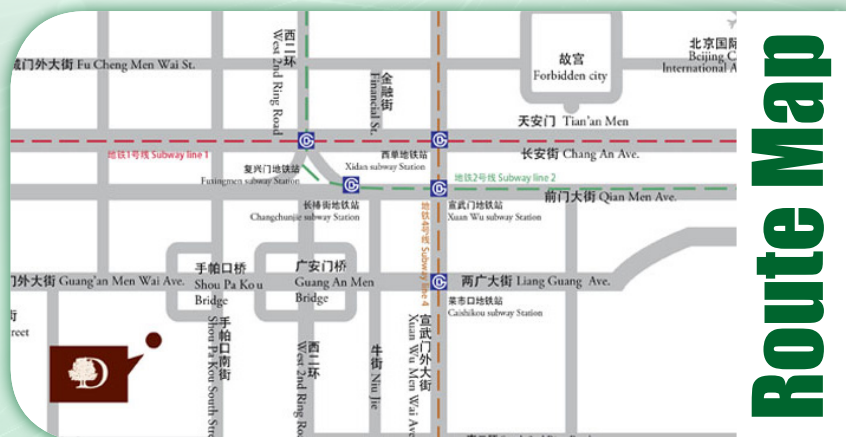 西二环
West 2nd Ring Road
金融街
Financial St.
故宫
Forbidden city
北京国际
Beijing C
International A
门外大街 Fu Cheng Men Wai St.
天安门 Tian'an Men
地铁1号线 Subway line 1
长安街 Chang An Ave.
复兴门地铁站
Fuxingmen subway Station
西单地铁站
Xidan subway Station
地铁2号线 Subway line 2
前门大街 Qian Men Ave.
长椿街地铁站
Changchunjie subway Station
宣武门地铁站
Xuan Wu subway Station
地铁4号线 Subway line 4
门外大街 Guang'an Men Wai Ave.
手帕口桥
Shou Pa Kou
Bridge
广安门桥
Guang An Men
Bridge
两广大街 Liang Guang Ave.
菜市口地铁站
Caishikou subway Station
街
reet
手帕口南街
Shou Pa Kou South Stre
西二环
West 2nd Ring Ro
牛街 Niu Jie
宣武门外大街
Xuan Wu Men Wai Ave
D
Route Map